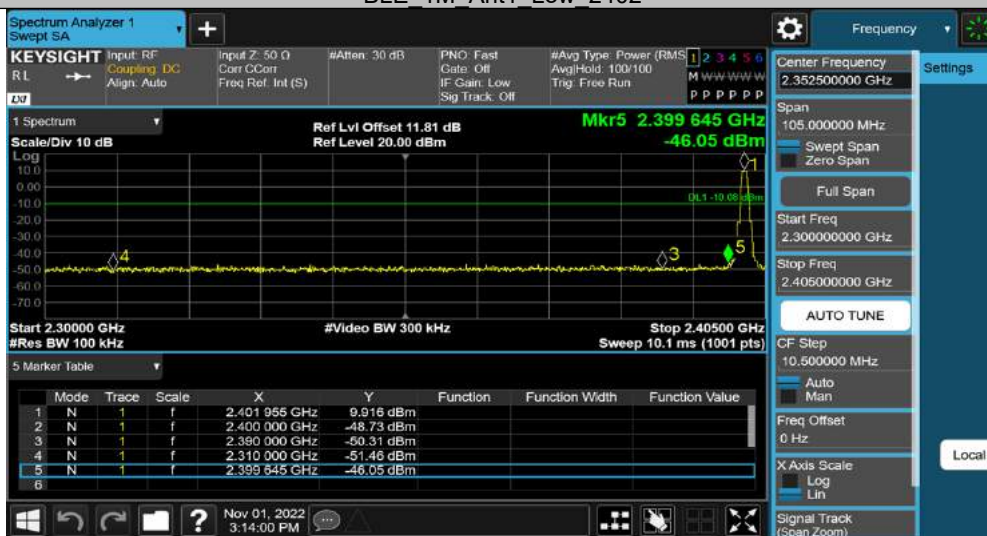 BLE_1M_Ant1_Low_2402
Spectrum Analyzer 1
Swept SA
+
Frequency
KEYSIGHT
RL
LXI
Input: RF
Coupling: DC
Align: Auto
Input Z: 50 Ω
Corr CCorr
Freq Ref: Int (S)
#Atten: 30 dB
PNO: Fast
Gate: Off
IF Gain: Low
Sig Track: Off
#Avg Type: Power (RMS
Avg|Hold: 100/100
Trig: Free Run
1 2 3 4 5 6
M W W W W W
P P P P P P
Center Frequency
2.352500000 GHz
Settings
Span
105.000000 MHz
Swept Span
Zero Span
Full Span
Start Freq
2.300000000 GHz
Stop Freq
2.405000000 GHz
AUTO TUNE
CF Step
10.500000 MHz
Auto
Man
Freq Offset
0 Hz
Local
X Axis Scale
Log
Lin
Signal Track
(Span Zoom)
1 Spectrum
Ref Lvl Offset 11.81 dB
Mkr5 2.399 645 GHz
Scale/Div 10 dB
Ref Level 20.00 dBm
-46.05 dBm
Log
10.0
0.00
-10.0
-20.0
-30.0
-40.0
-50.0
-60.0
-70.0
1
DL1 -10.08 dBm
4
3
5
Start 2.30000 GHz
#Video BW 300 kHz
Stop 2.40500 GHz
#Res BW 100 kHz
Sweep 10.1 ms (1001 pts)
5 Marker Table
Mode Trace Scale X Y Function Function Width Function Value
1 N 1 f 2.401 955 GHz 9.916 dBm
2 N 1 f 2.400 000 GHz -48.73 dBm
3 N 1 f 2.390 000 GHz -50.31 dBm
4 N 1 f 2.310 000 GHz -51.46 dBm
5 N 1 f 2.399 645 GHz -46.05 dBm
6
?
Nov 01, 2022
3:14:00 PM